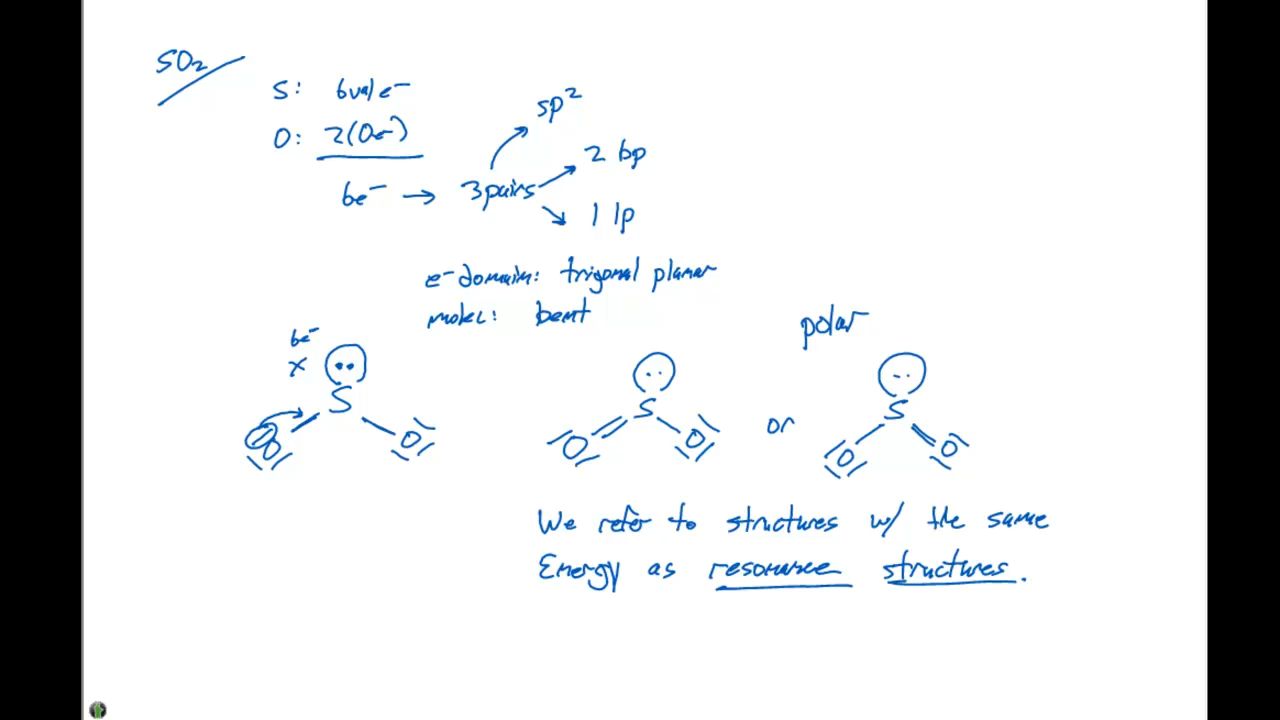 SO₂
S: 6 val e⁻
O: 2(0e⁻)
6e⁻ → 3 pairs
sp²
2 bp
1 lp
e⁻ domain: trigonal planar
molec: bent
polar
6e⁻
x
S
O O
S
O O
or
S
O O
We refer to structures w/ the same
Energy as resonance structures.